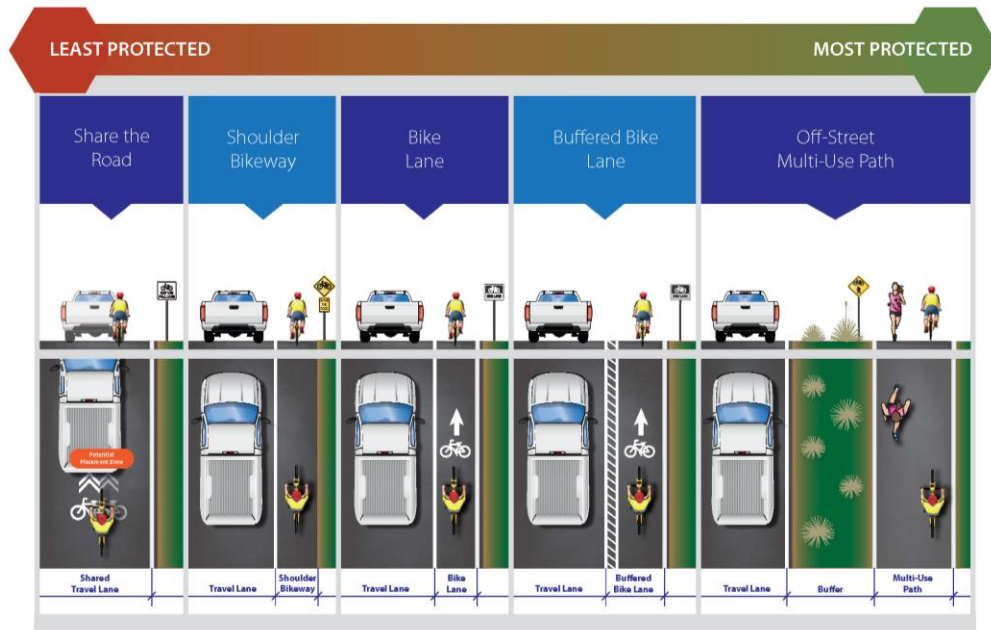 LEAST PROTECTED
MOST PROTECTED
Share the
Road
Shoulder
Bikeway
Bike
Lane
Buffered Bike
Lane
Off-Street
Multi-Use Path
Potential
Placement Zone
Shared
Travel Lane
Travel Lane
Shoulder
Bikeway
Travel Lane
Bike
Lane
Travel Lane
Buffered
Bike Lane
Travel Lane
Buffer
Multi-Use
Path